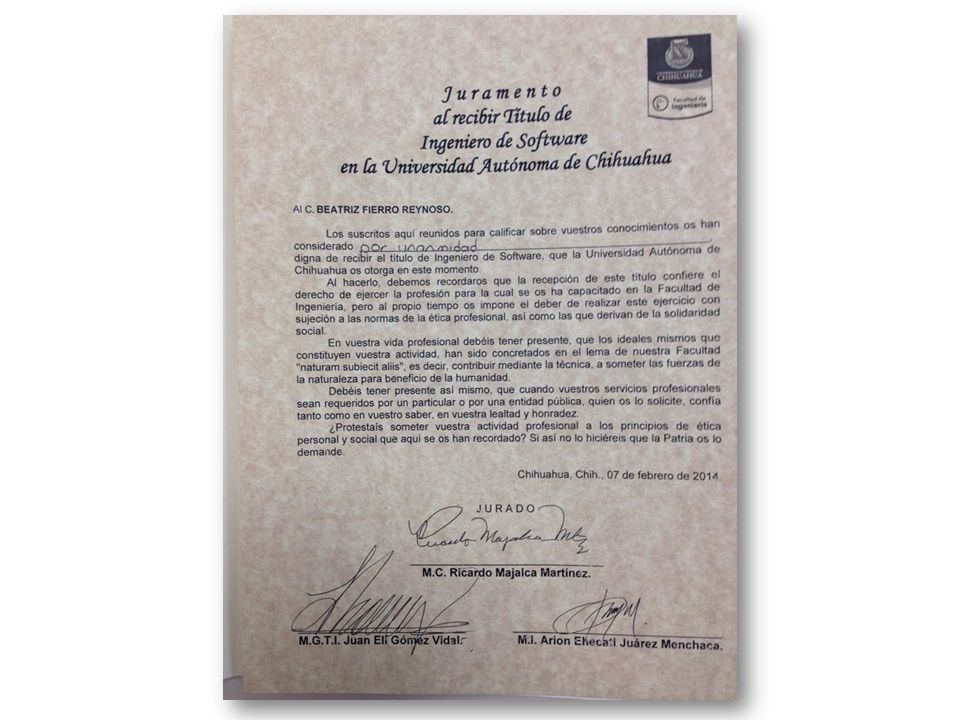 UNIVERSIDAD AUTÓNOMA DE
CHIHUAHUA
Facultad de
Ingeniería
Juramento
al recibir Título de
Ingeniero de Software
en la Universidad Autónoma de Chihuahua
Al C. BEATRIZ FIERRO REYNOSO.
Los suscritos aquí reunidos para calificar sobre vuestros conocimientos os han
considerado por unanmidad,
digna de recibir el título de Ingeniero de Software, que la Universidad Autónoma de
Chihuahua os otorga en este momento.
Al hacerlo, debemos recordaros que la recepción de este título confiere el
derecho de ejercer la profesión para la cual se os ha capacitado en la Facultad de
Ingeniería, pero al propio tiempo os impone el deber de realizar este ejercicio con
sujeción a las normas de la ética profesional, así como las que derivan de la solidaridad
social.
En vuestra vida profesional debéis tener presente, que los ideales mismos que
constituyen vuestra actividad, han sido concretados en el lema de nuestra Facultad
"naturam subiecit aliis", es decir, contribuir mediante la técnica, a someter las fuerzas de
la naturaleza para beneficio de la humanidad.
Debéis tener presente así mismo, que cuando vuestros servicios profesionales
sean requeridos por un particular o por una entidad pública, quien os lo solicite, confía
tanto como en vuestro saber, en vuestra lealtad y honradez.
¿Protestaís someter vuestra actividad profesional a los principios de ética
personal y social que aquí se os han recordado? Si así no lo hiciéreis que la Patria os lo
demande.
Chihuahua, Chih., 07 de febrero de 2014.
JURADO
Ricardo Majalca Mtz
M.C. Ricardo Majalca Martínez.
M.G.T.I. Juan Elí Gómez Vidal.
M.I. Arion Ehecatl Juárez Menchaca.